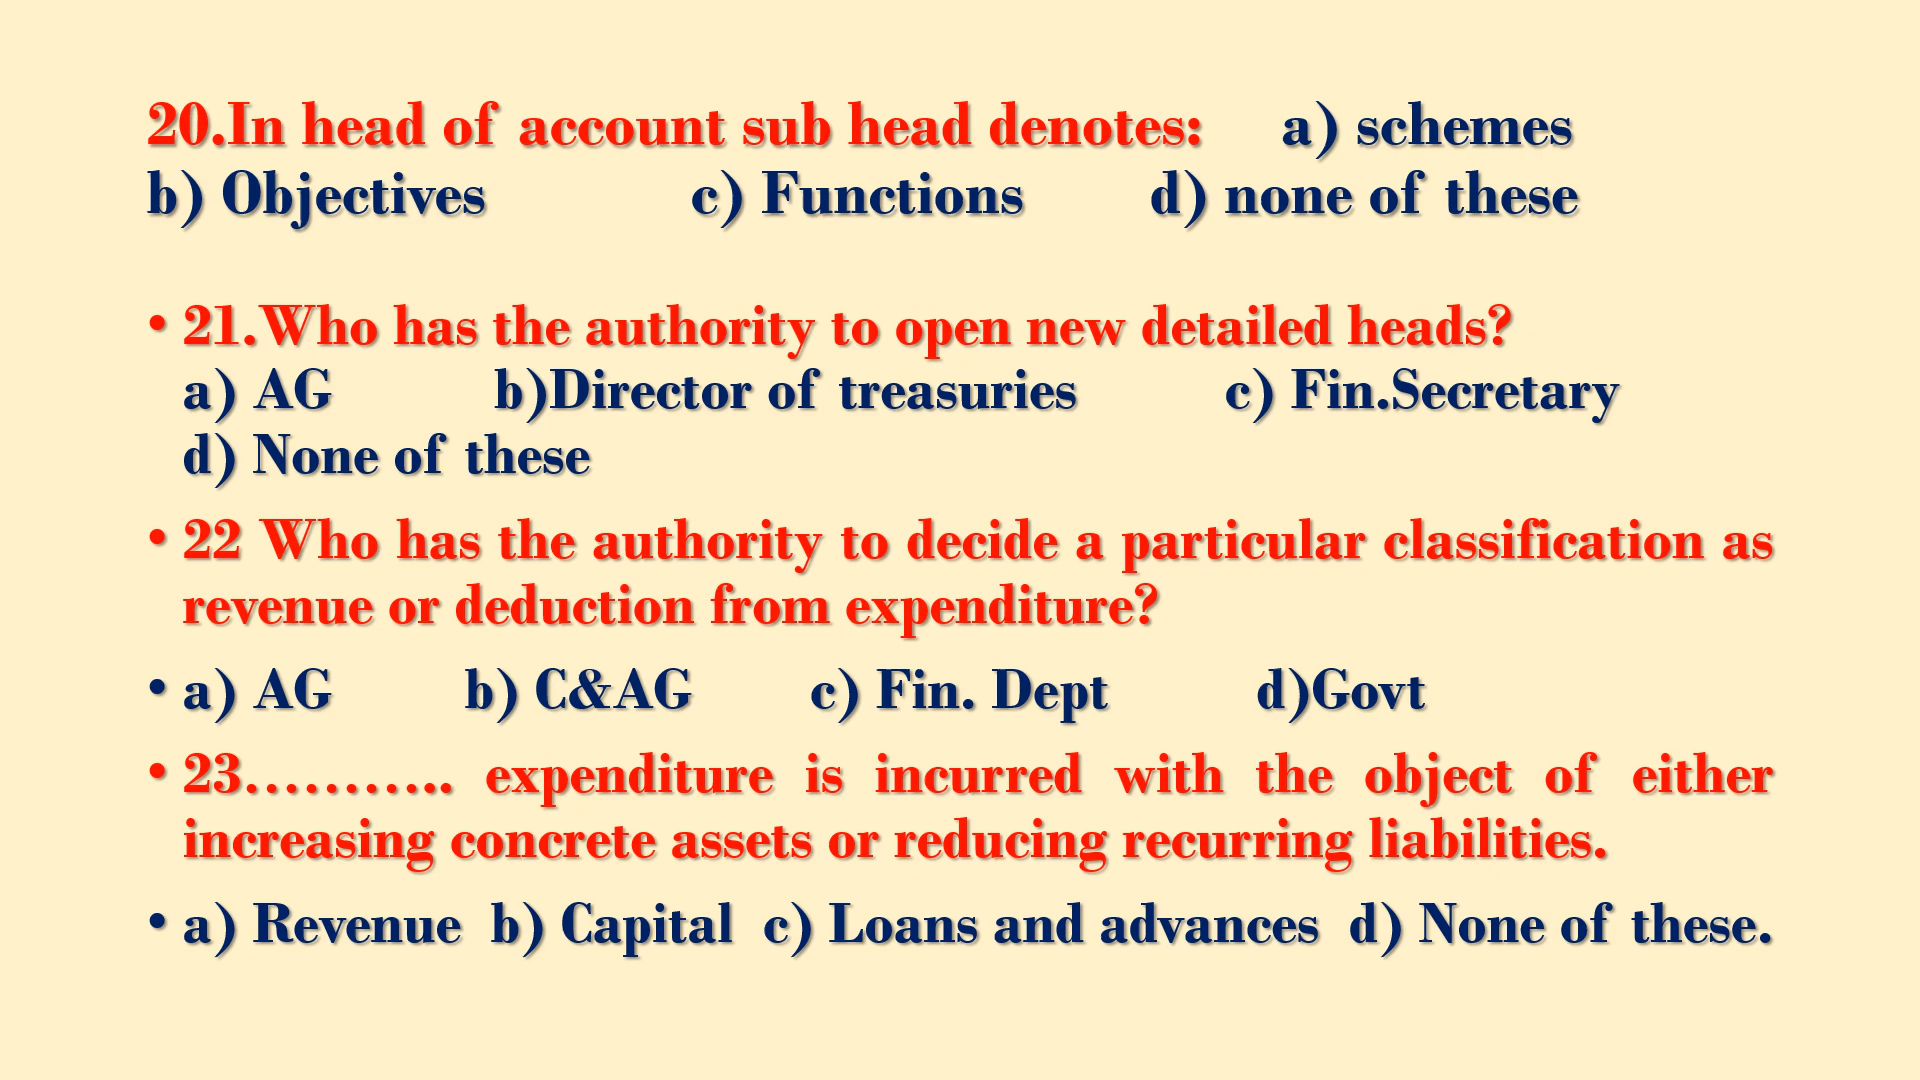 20.In head of account sub head denotes: a) schemes
b) Objectives c) Functions d) none of these
• 21.Who has the authority to open new detailed heads?
a) AG b)Director of treasuries c) Fin.Secretary
d) None of these
• 22 Who has the authority to decide a particular classification as
revenue or deduction from expenditure?
• a) AG b) C&AG c) Fin. Dept d)Govt
• 23……….. expenditure is incurred with the object of either
increasing concrete assets or reducing recurring liabilities.
• a) Revenue b) Capital c) Loans and advances d) None of these.